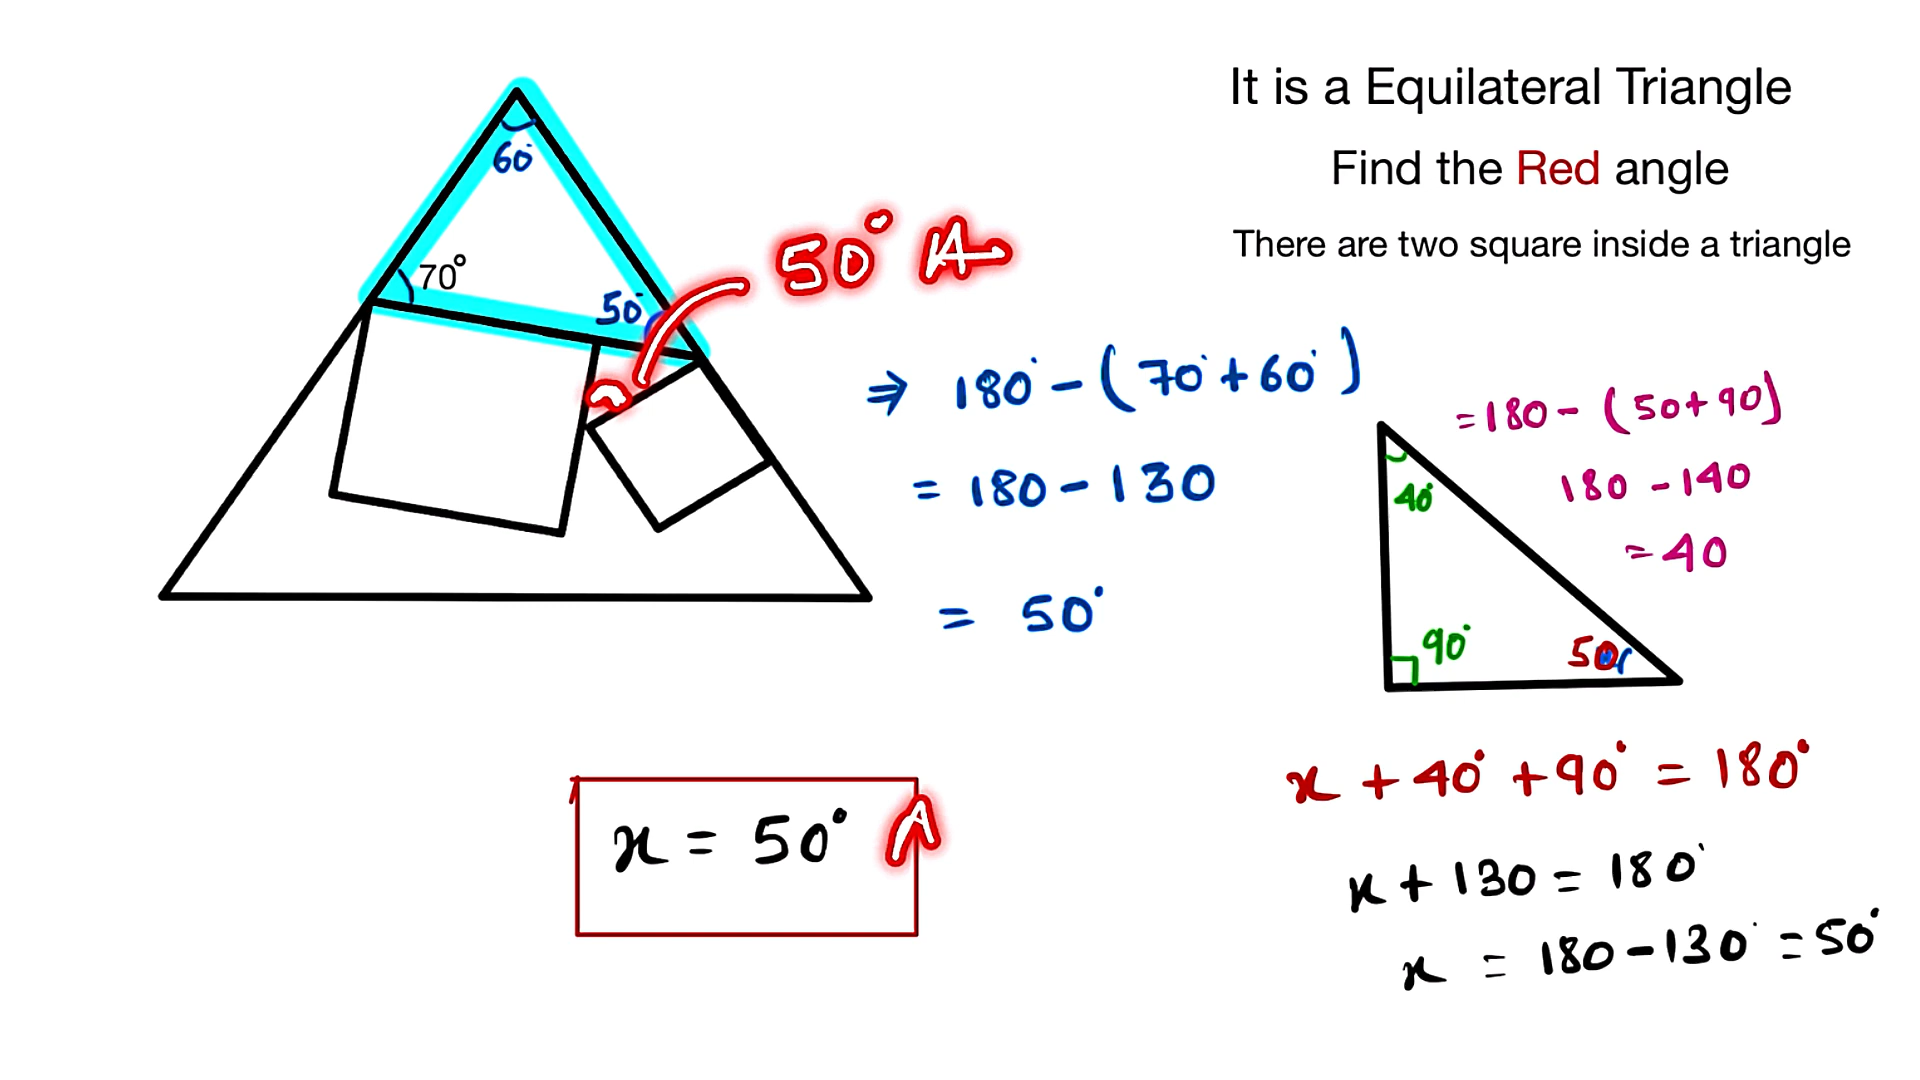 It is a Equilateral Triangle
Find the Red angle
There are two square inside a triangle
60°
70°
50°
50° A
⇒ 180° - (70° + 60°)
= 180 - 130
= 50°
= 180 - (50 + 90)
180 - 140
= 40
40°
90°
50
x + 40° + 90° = 180°
x + 130 = 180°
x = 180 - 130° = 50°
x = 50° A